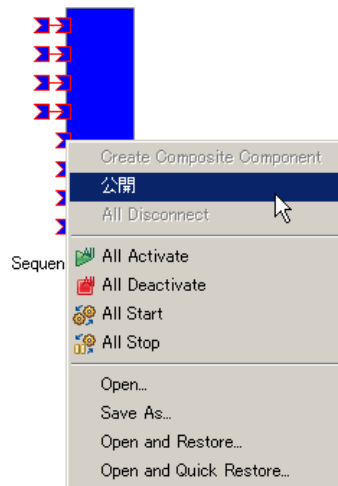 Create Composite Component
公開
All Disconnect
Sequen
All Activate
All Deactivate
All Start
All Stop
Open...
Save As...
Open and Restore...
Open and Quick Restore...